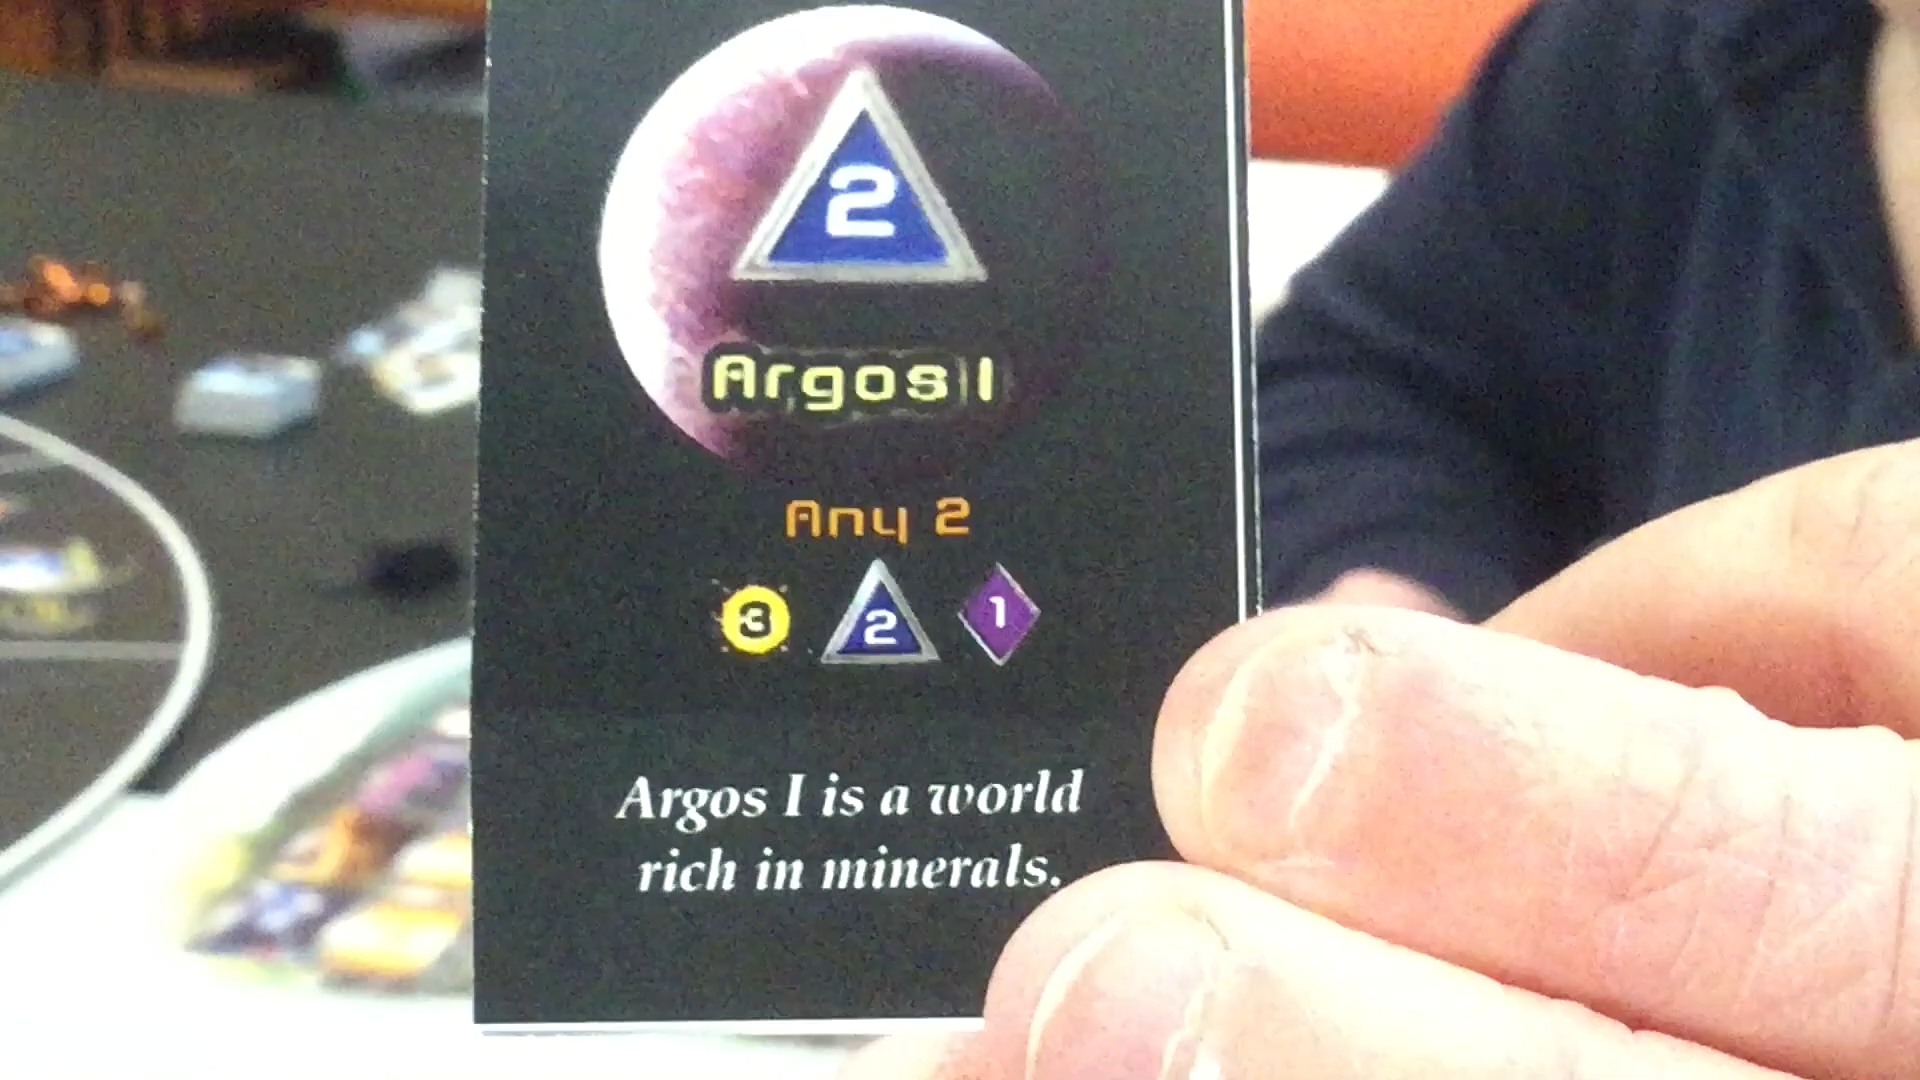 2
Argos I
Any 2
3 2 1
Argos I is a world
rich in minerals.